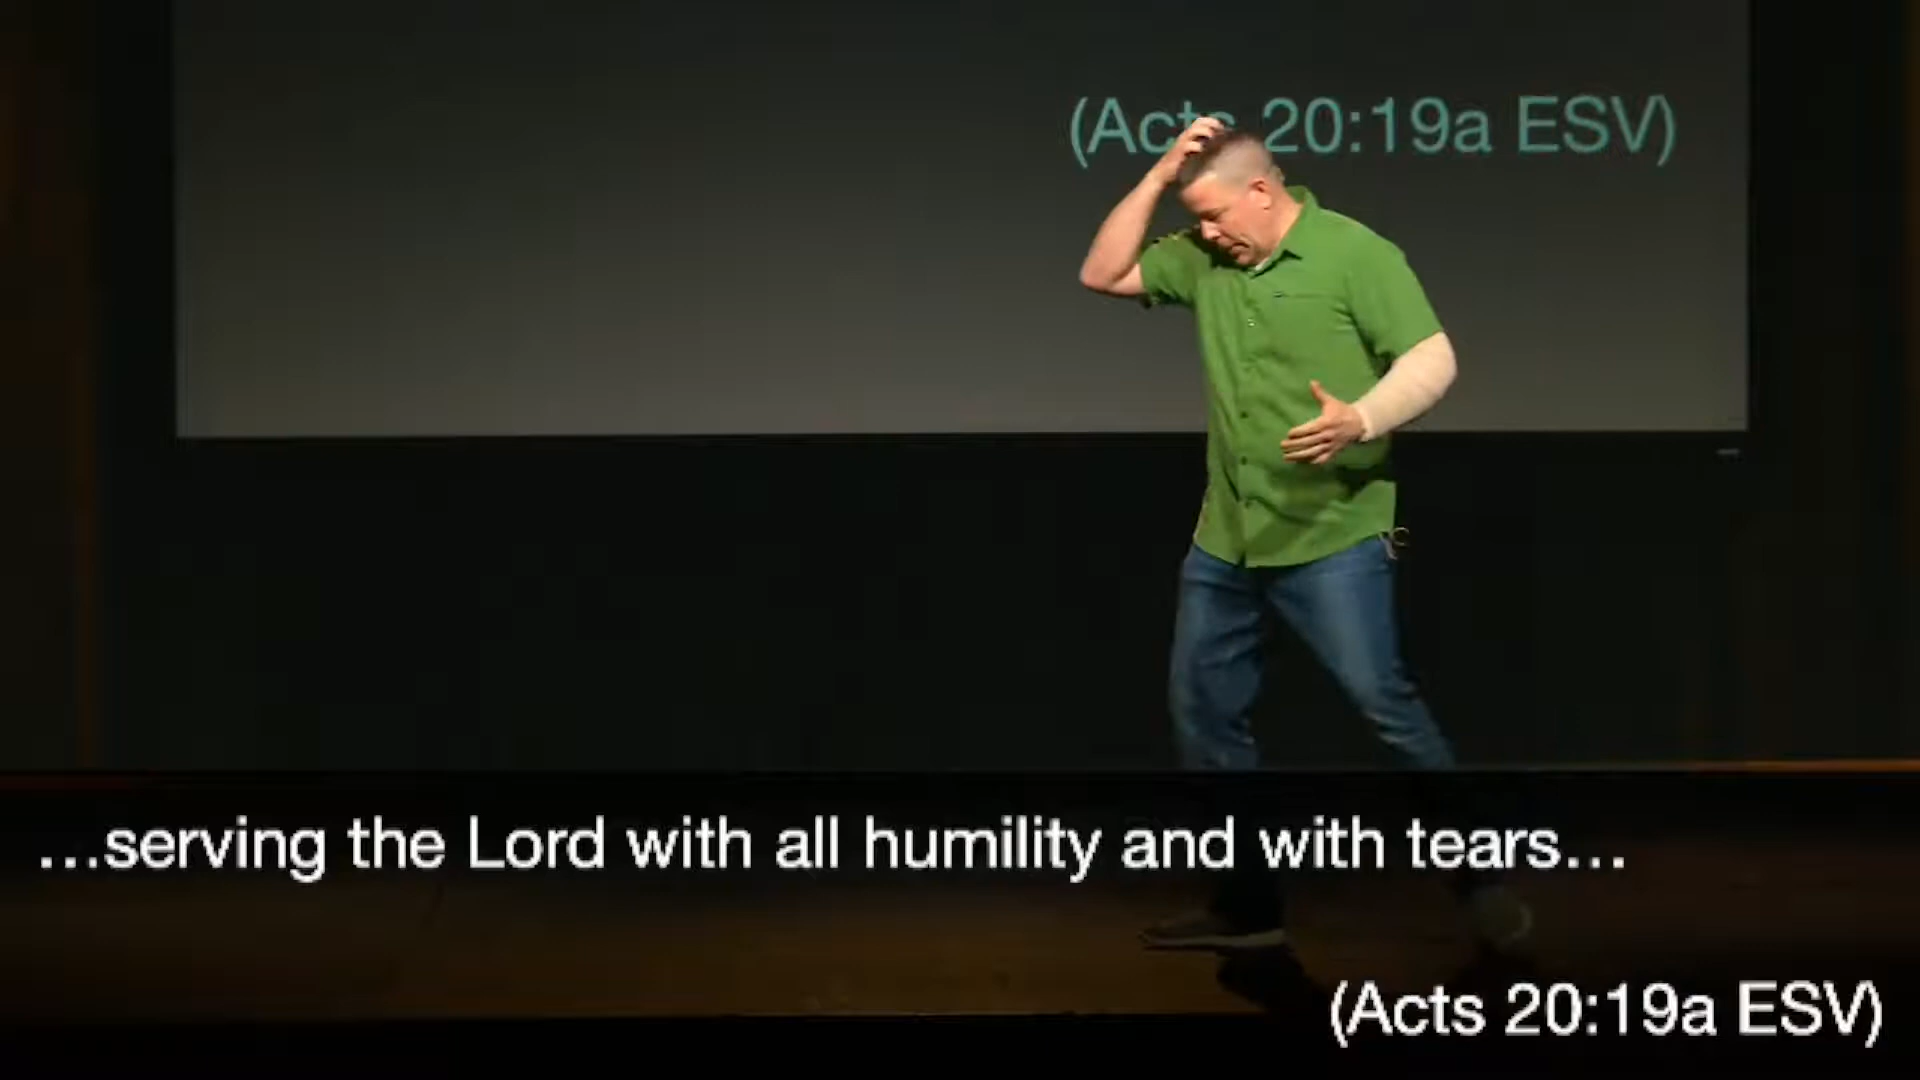 (Acts 20:19a ESV)
...serving the Lord with all humility and with tears...
(Acts 20:19a ESV)